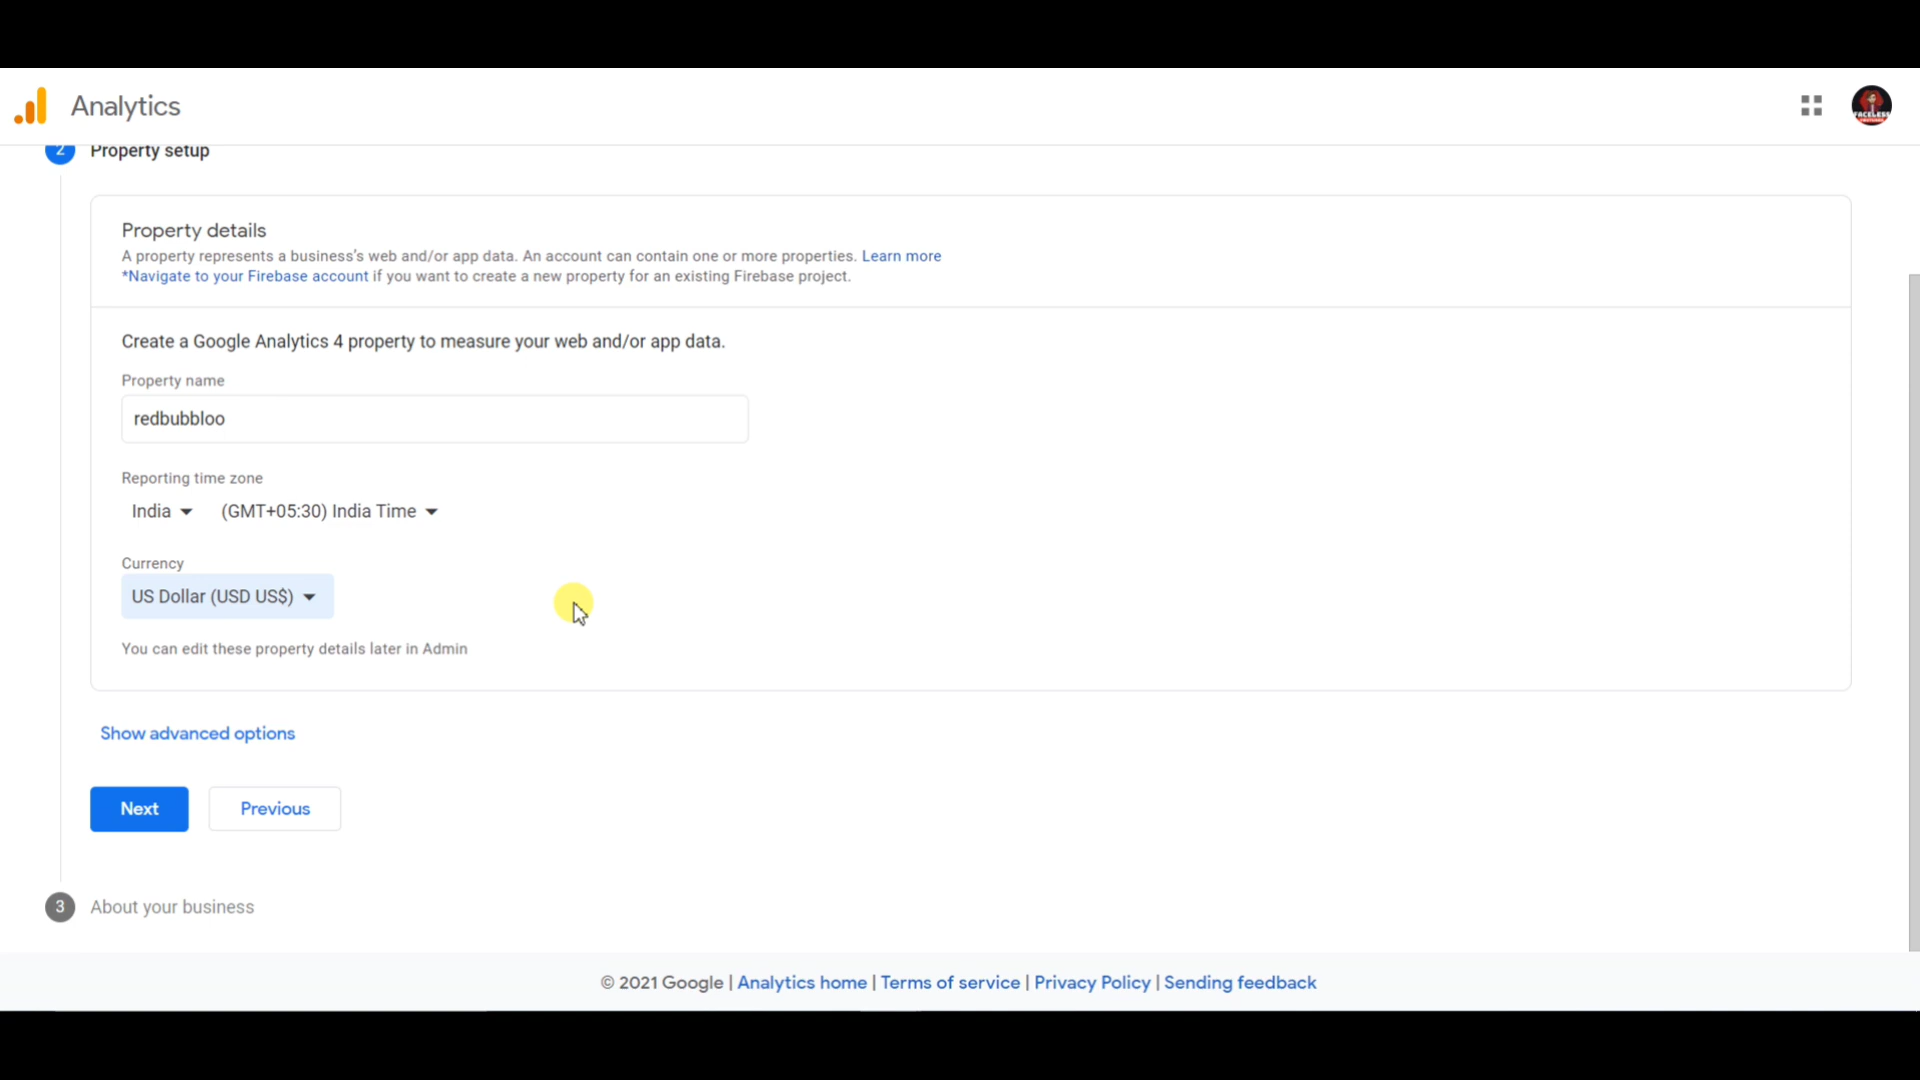 Analytics
FACELESS
2
Property setup
Property details
A property represents a business's web and/or app data. An account can contain one or more properties. Learn more
*Navigate to your Firebase account if you want to create a new property for an existing Firebase project.
Create a Google Analytics 4 property to measure your web and/or app data.
Property name
redbubbloo
Reporting time zone
India (GMT+05:30) India Time
Currency
US Dollar (USD US$)
You can edit these property details later in Admin
Show advanced options
Next Previous
3 About your business
© 2021 Google | Analytics home | Terms of service | Privacy Policy | Sending feedback